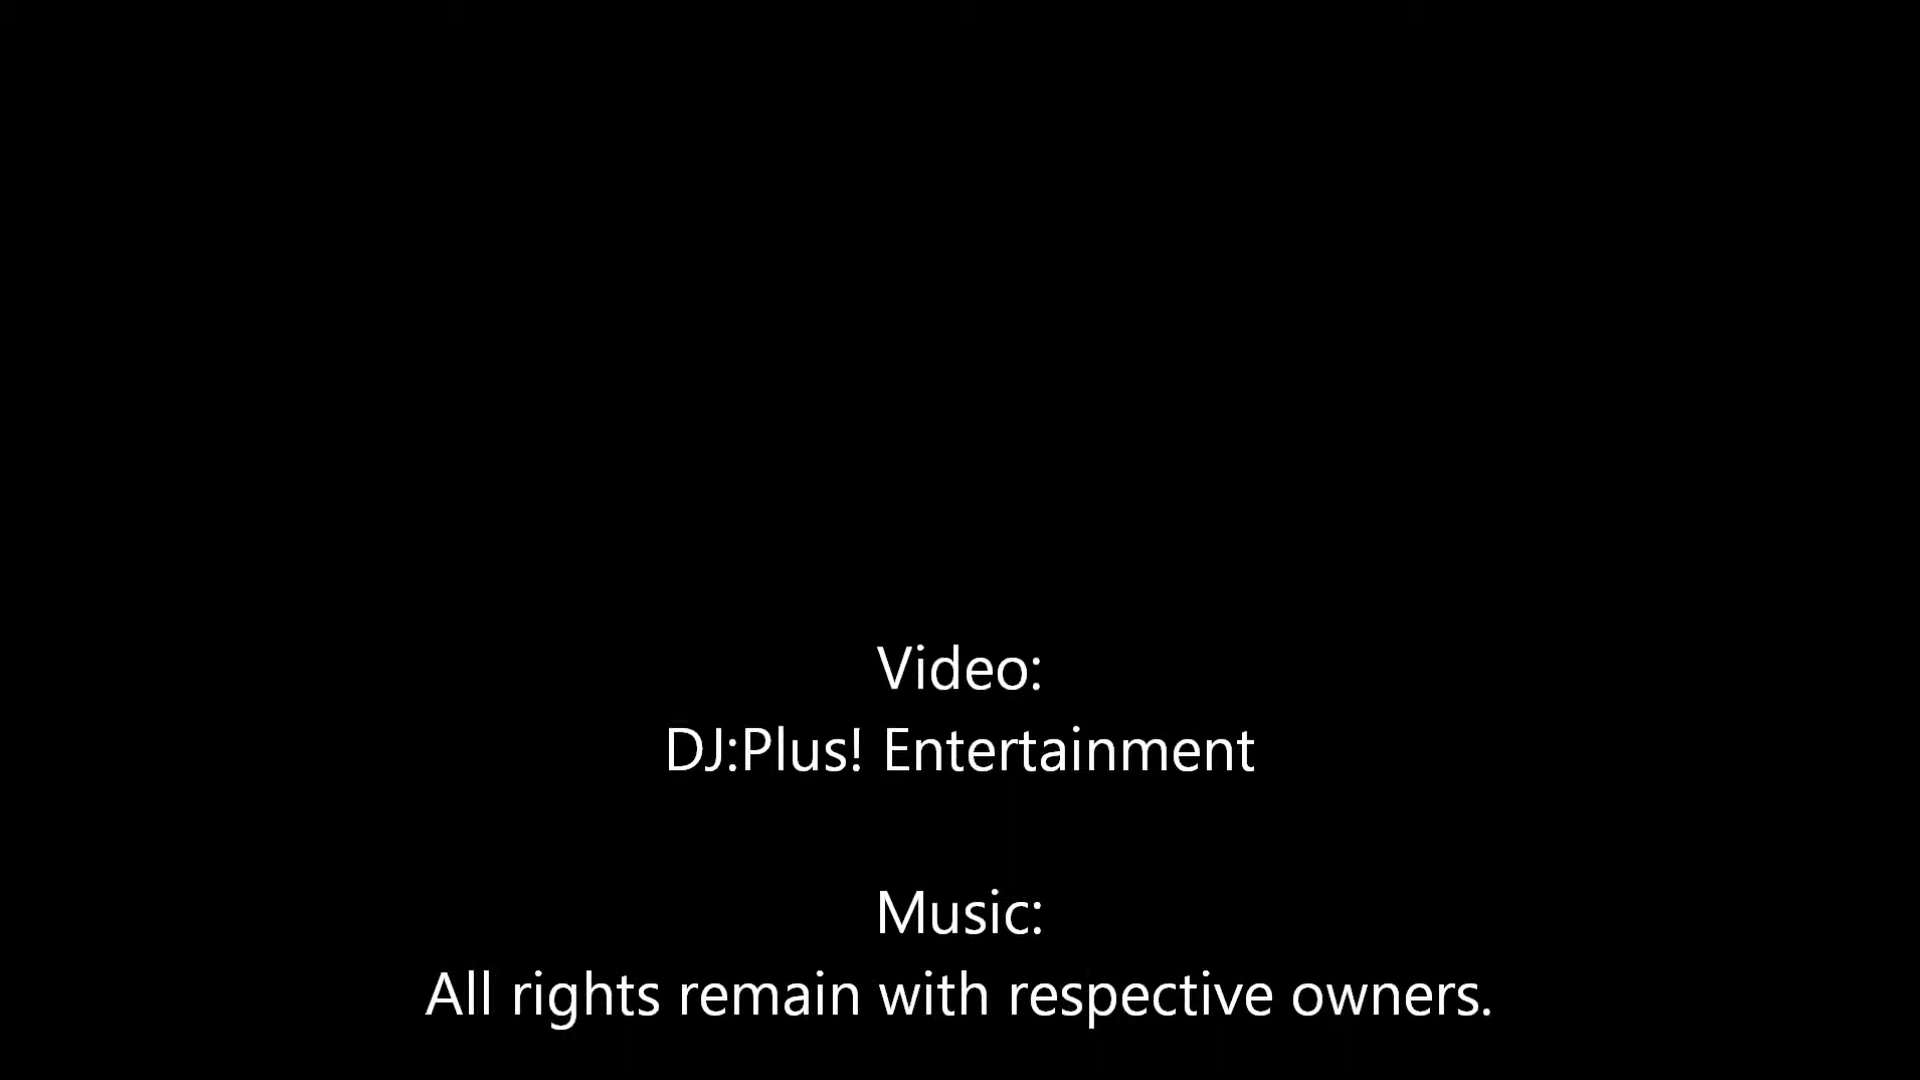 Video:
DJ:Plus! Entertainment
Music:
All rights remain with respective owners.